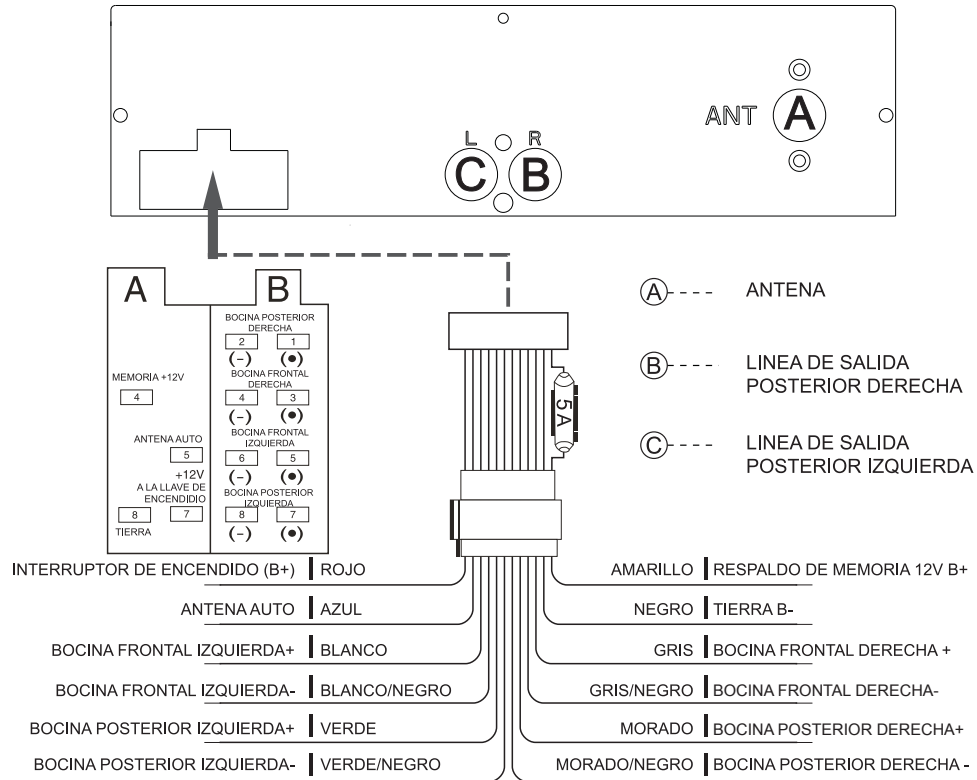 ANT
A
L R
C B
A B
BOCINA POSTERIOR
DERECHA
2 1
(-) (●)
MEMORIA +12V
4
BOCINA FRONTAL
DERECHA
4 3
(-) (●)
ANTENA AUTO
5
BOCINA FRONTAL
IZQUIERDA
6 5
(-) (●)
+12V
A LA LLAVE DE
ENCENDIDIO
8 7
TIERRA
BOCINA POSTERIOR
IZQUIERDA
8 7
(-) (●)
5 A
A ---- ANTENA
B ---- LINEA DE SALIDA
POSTERIOR DERECHA
C ---- LINEA DE SALIDA
POSTERIOR IZQUIERDA
INTERRUPTOR DE ENCENDIDO (B+) ROJO
ANTENA AUTO AZUL
BOCINA FRONTAL IZQUIERDA+ BLANCO
BOCINA FRONTAL IZQUIERDA- BLANCO/NEGRO
BOCINA POSTERIOR IZQUIERDA+ VERDE
BOCINA POSTERIOR IZQUIERDA- VERDE/NEGRO
AMARILLO RESPALDO DE MEMORIA 12V B+
NEGRO TIERRA B-
GRIS BOCINA FRONTAL DERECHA +
GRIS/NEGRO BOCINA FRONTAL DERECHA-
MORADO BOCINA POSTERIOR DERECHA+
MORADO/NEGRO BOCINA POSTERIOR DERECHA -